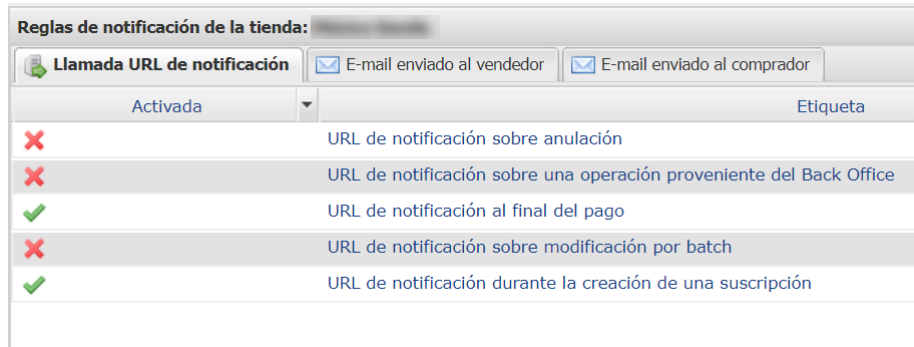 Reglas de notificación de la tienda:
Llamada URL de notificación E-mail enviado al vendedor E-mail enviado al comprador
Activada Etiqueta
URL de notificación sobre anulación
URL de notificación sobre una operación proveniente del Back Office
URL de notificación al final del pago
URL de notificación sobre modificación por batch
URL de notificación durante la creación de una suscripción